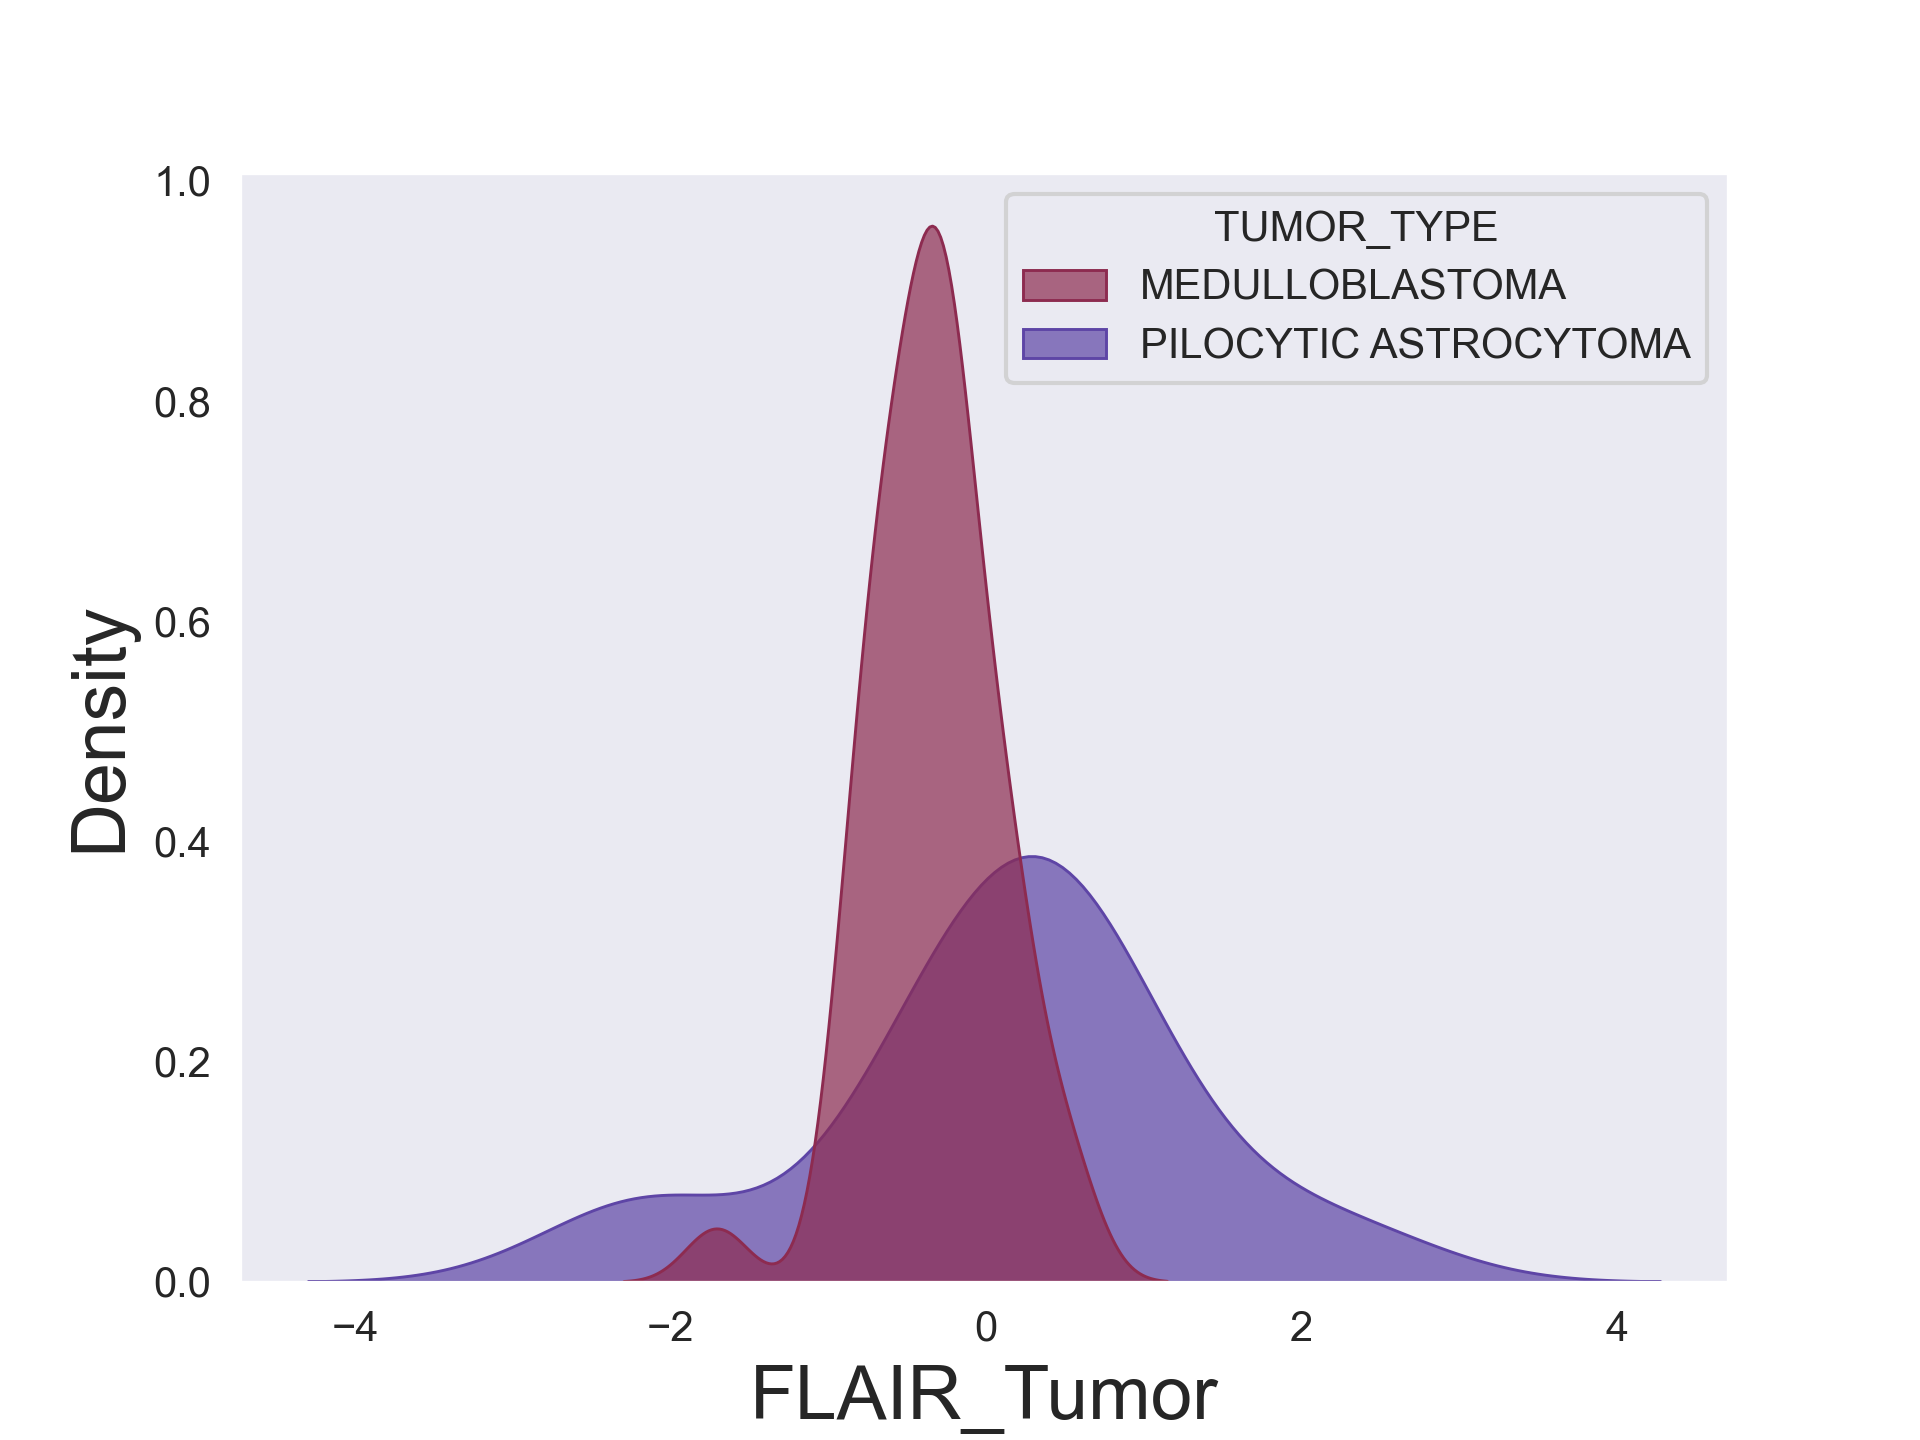 1.0
0.8
0.6
0.4
0.2
0.0
Density
TUMOR_TYPE
MEDULLOBLASTOMA
PILOCYTIC ASTROCYTOMA
−4 −2 0 2 4
FLAIR_Tumor